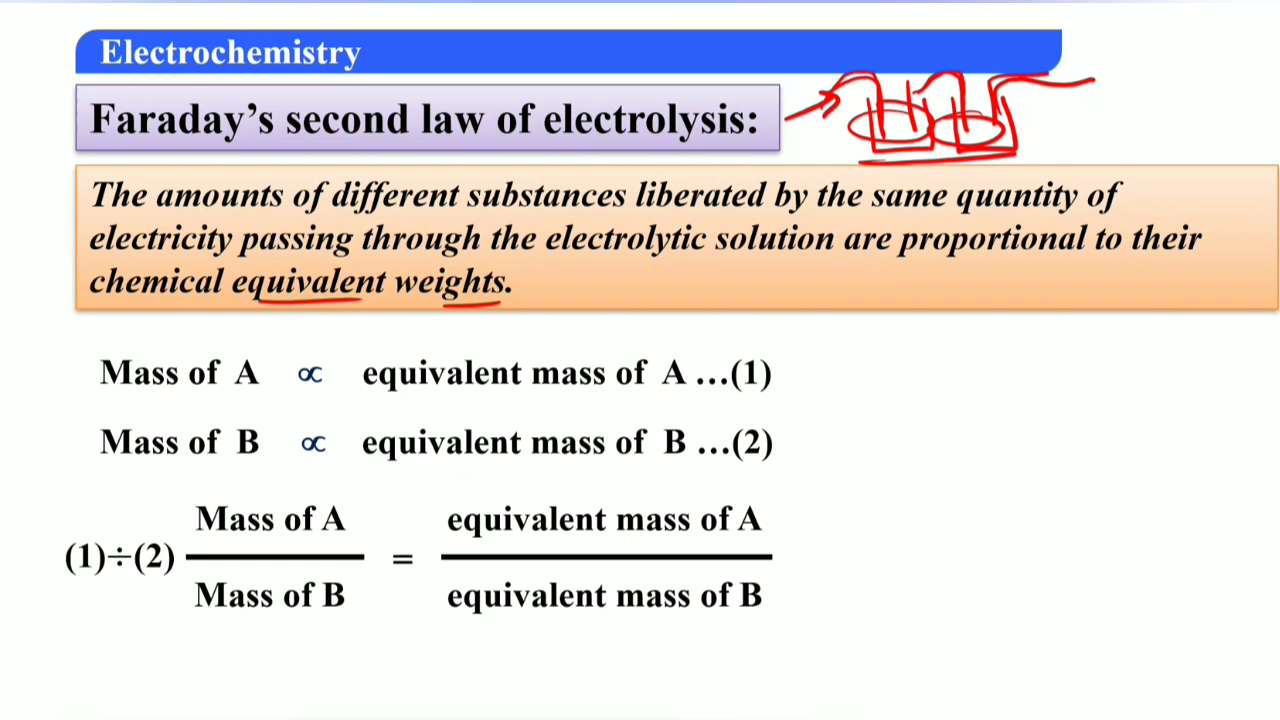 Electrochemistry
Faraday’s second law of electrolysis:
The amounts of different substances liberated by the same quantity of
electricity passing through the electrolytic solution are proportional to their
chemical equivalent weights.
Mass of A ∝ equivalent mass of A …(1)
Mass of B ∝ equivalent mass of B …(2)
Mass of A equivalent mass of A
(1)÷(2) =
Mass of B equivalent mass of B